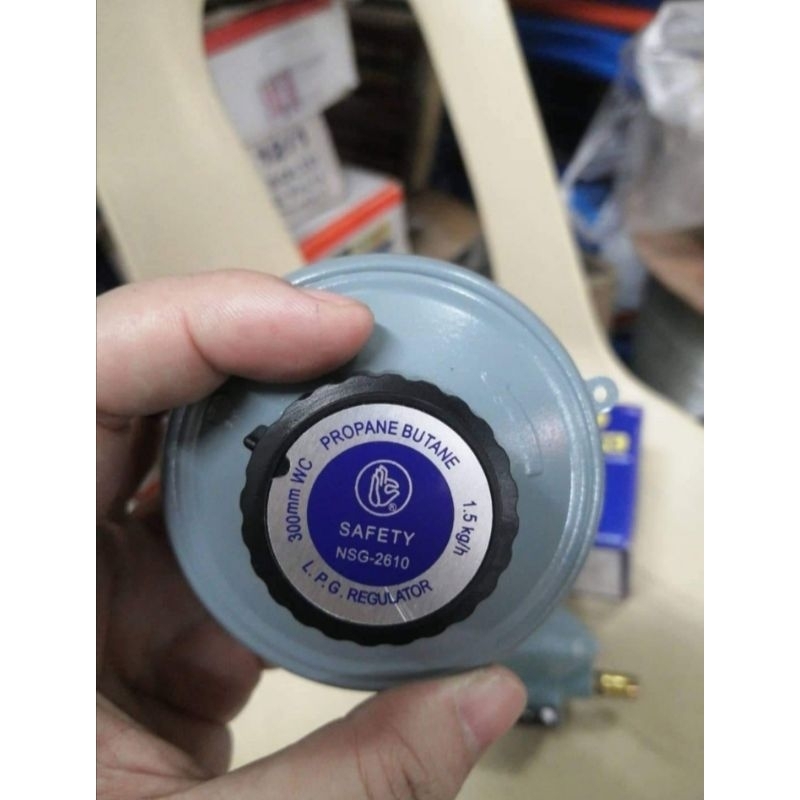 PROPANE BUTANE
300mm WC
1.5 kg/h
®
SAFETY
NSG-2610
L.P.G. REGULATOR